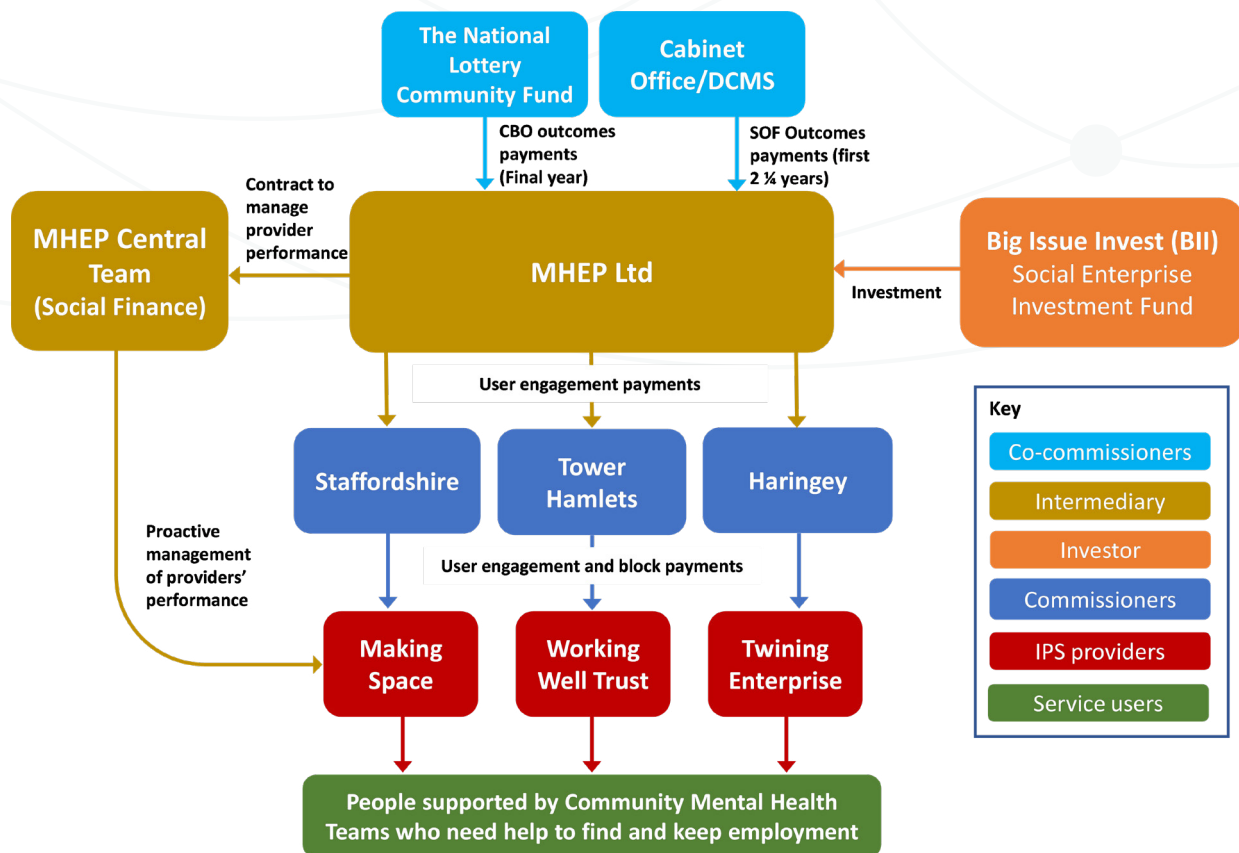 The National
Lottery
Community Fund
Cabinet
Office/DCMS
CBO outcomes
payments
(Final year)
SOF Outcomes
payments (first
2 ¼ years)
Contract to
manage
provider
performance
MHEP Central
Team
(Social Finance)
MHEP Ltd
Investment
Big Issue Invest (BII)
Social Enterprise
Investment Fund
User engagement payments
Staffordshire
Tower
Hamlets
Haringey
Proactive
management
of providers’
performance
User engagement and block payments
Making
Space
Working
Well Trust
Twining
Enterprise
People supported by Community Mental Health
Teams who need help to find and keep employment
Key
Co-commissioners
Intermediary
Investor
Commissioners
IPS providers
Service users